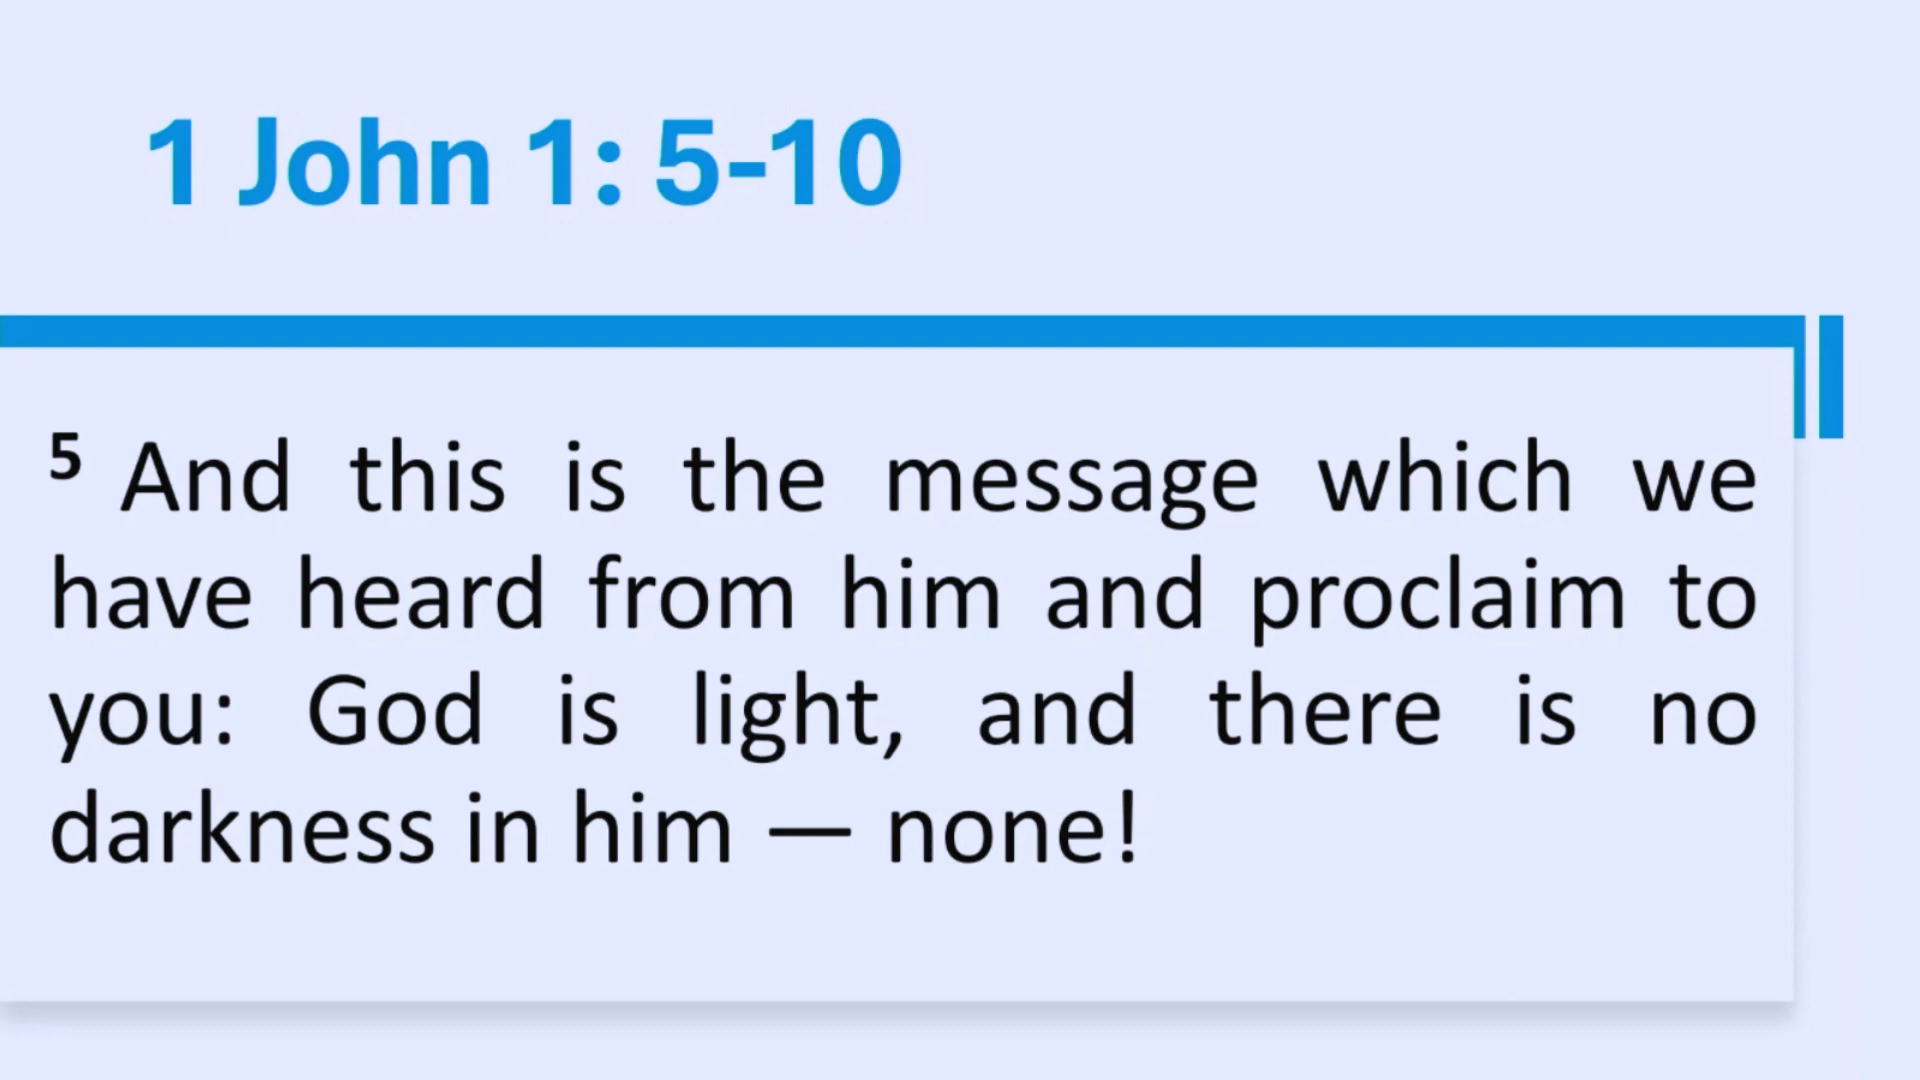 1 John 1: 5-10
5 And this is the message which we
have heard from him and proclaim to
you: God is light, and there is no
darkness in him — none!